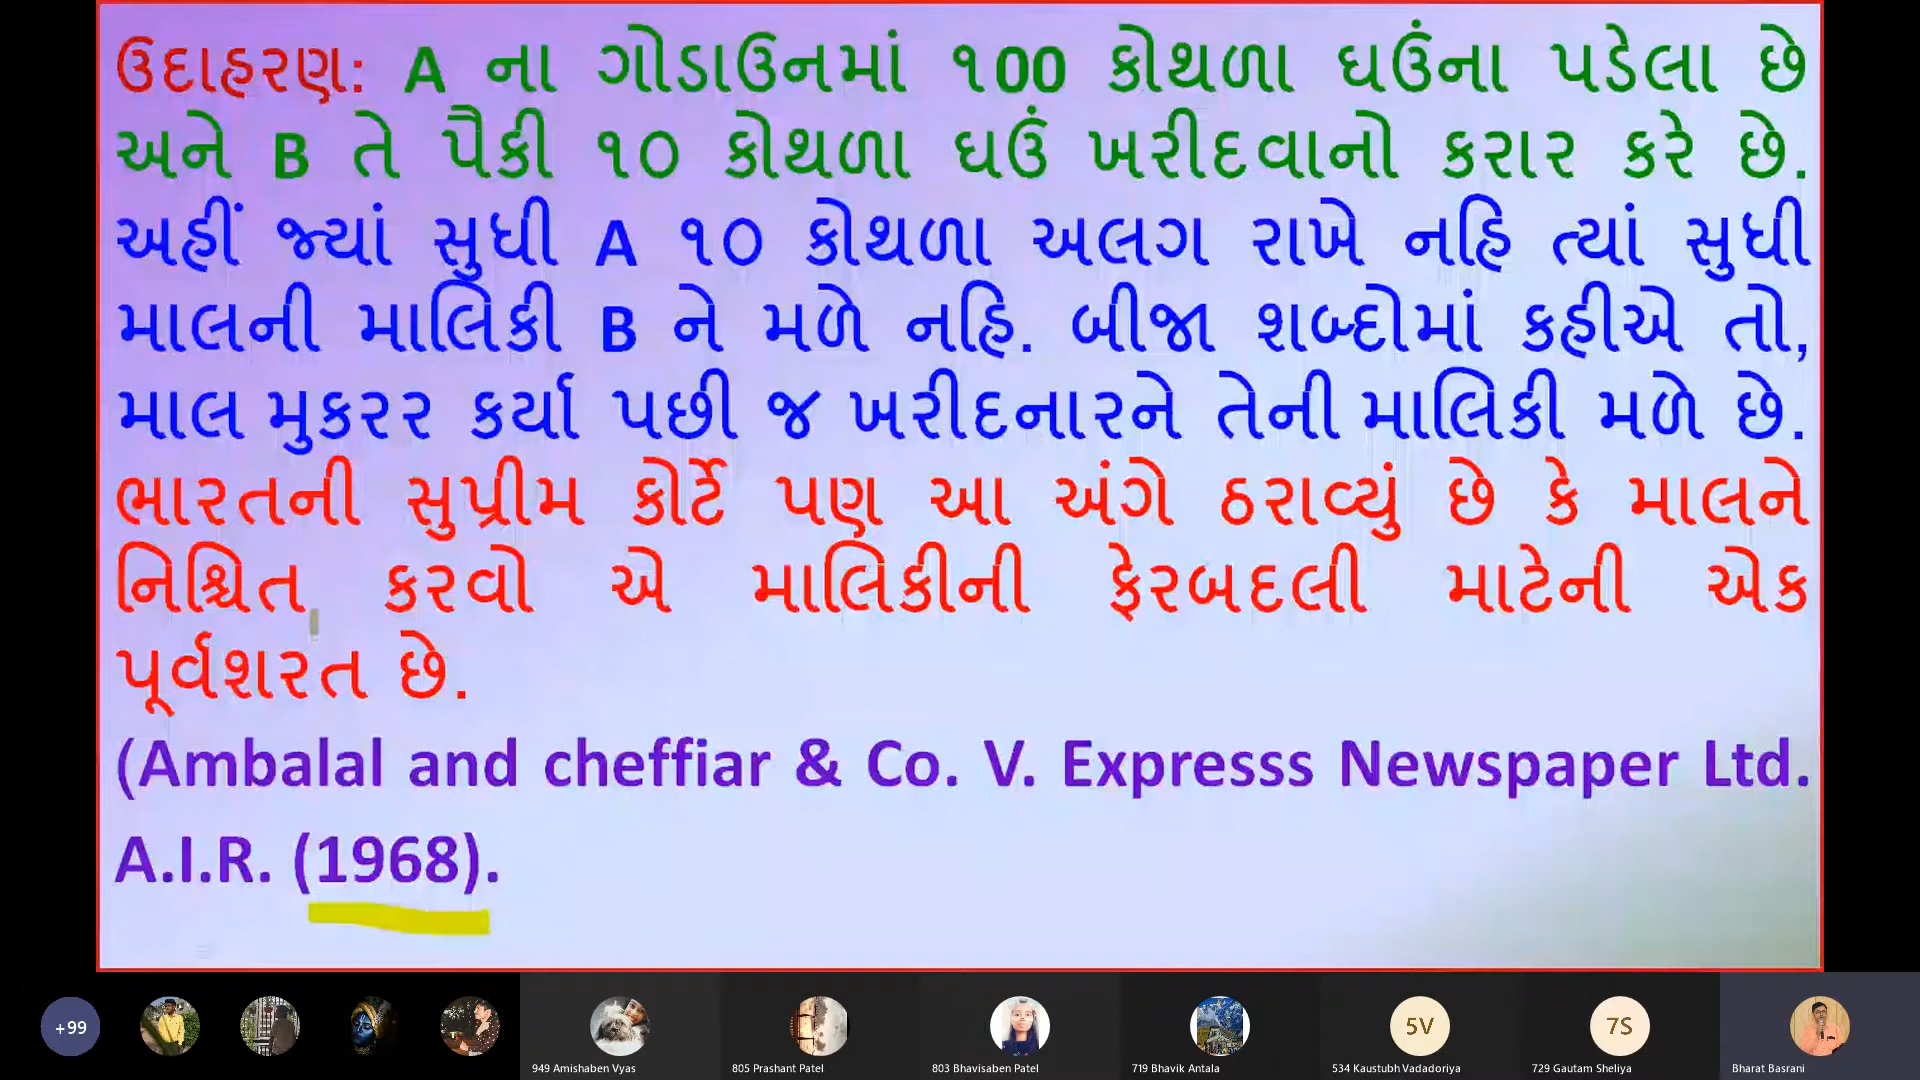 ઉદાહરણ: A ના ગોડાઉનમાં ૧00 કોથળા ઘઉંના પડેલા છે
અને B તે પૈકી ૧૦ કોથળા ઘઉં ખરીદવાનો કરાર કરે છે.
અહીં જ્યાં સુધી A ૧૦ કોથળા અલગ રાખે નહિ ત્યાં સુધી
માલની માલિકી B ને મળે નહિ. બીજા શબ્દોમાં કહીએ તો,
માલ મુકરર કર્યા પછી જ ખરીદનારને તેની માલિકી મળે છે.
ભારતની સુપ્રીમ કોર્ટે પણ આ અંગે ઠરાવ્યું છે કે માલને
નિશ્ચિત કરવો એ માલિકીની ફેરબદલી માટેની એક
પૂર્વશરત છે.
(Ambalal and cheffiar & Co. V. Expresss Newspaper Ltd.
A.I.R. (1968).
+99
5V
7S
949 Amishaben Vyas
805 Prashant Patel
803 Bhavisaben Patel
719 Bhavik Antala
534 Kaustubh Vadadoriya
729 Gautam Sheliya
Bharat Basrani